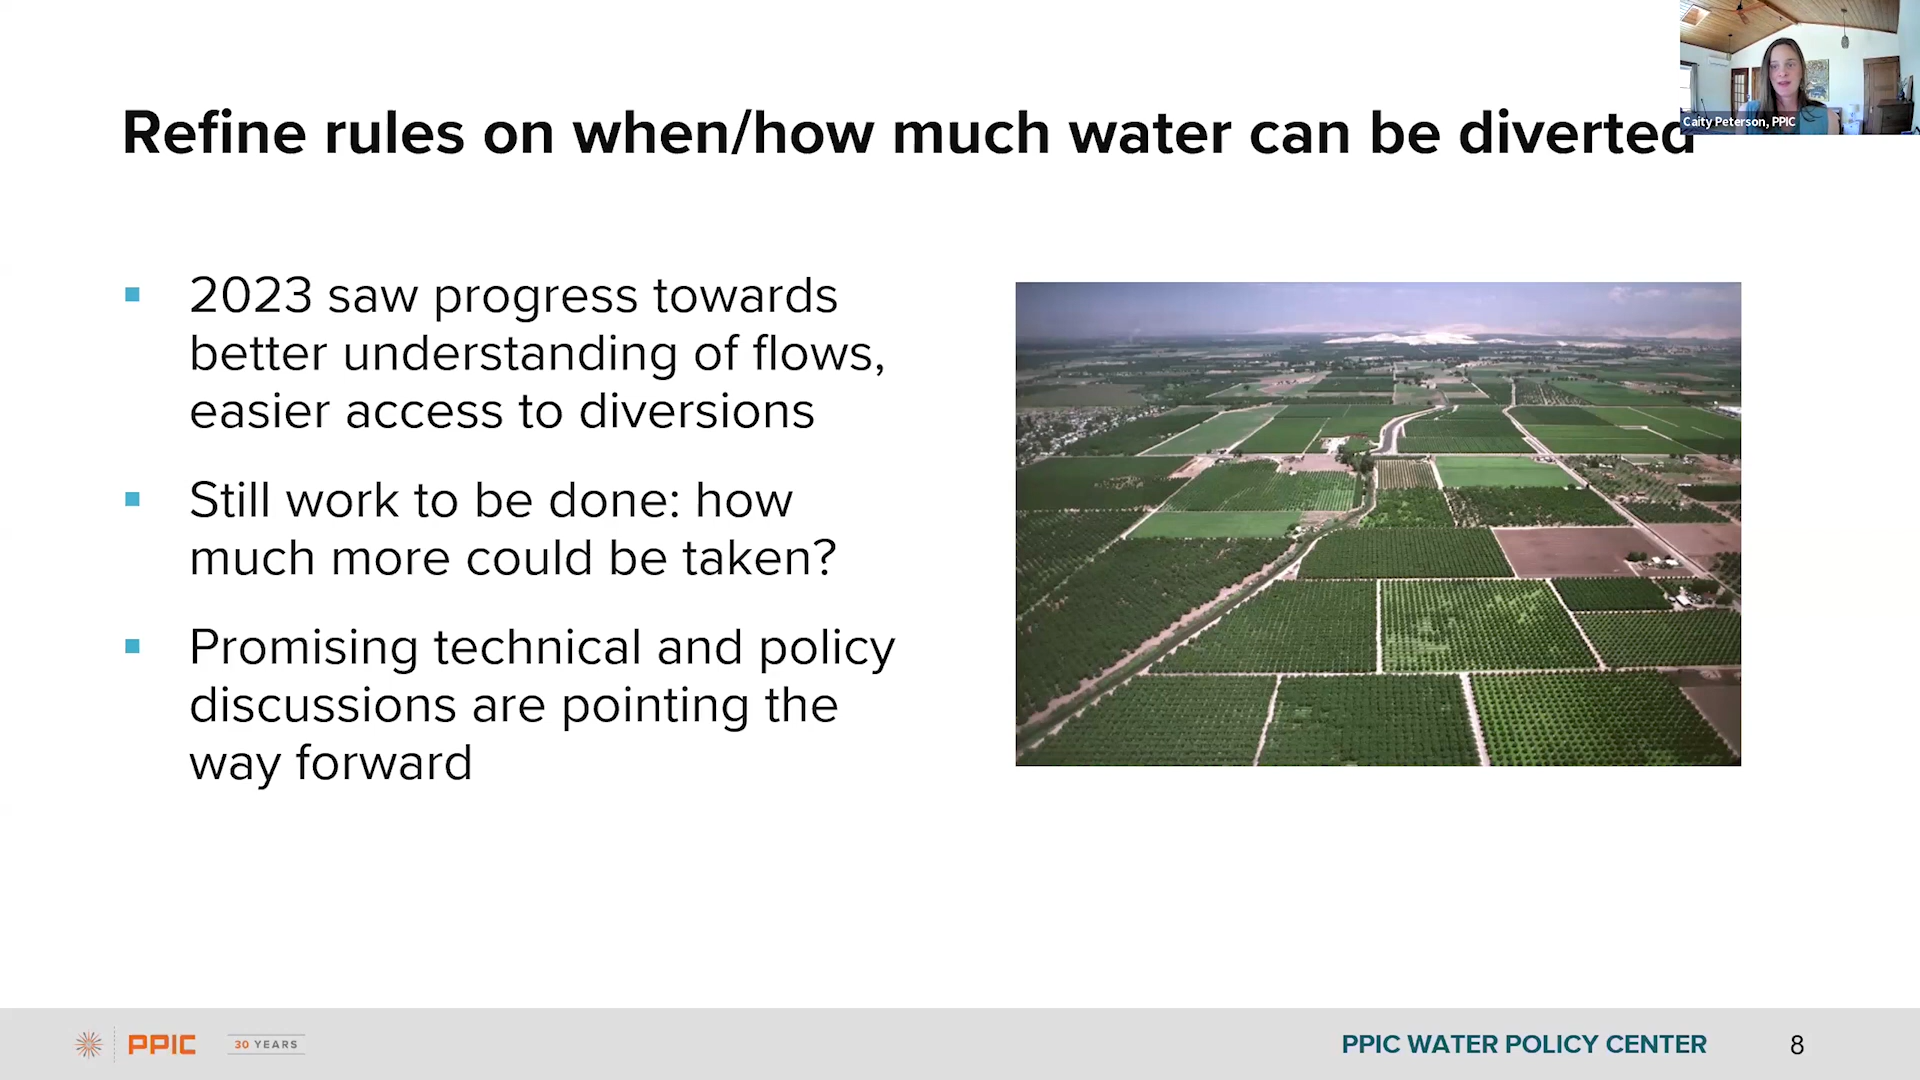 Refine rules on when/how much water can be diverted
Caity Peterson, PPIC
2023 saw progress towards
better understanding of flows,
easier access to diversions
Still work to be done: how
much more could be taken?
Promising technical and policy
discussions are pointing the
way forward
PPIC
30 YEARS
PPIC WATER POLICY CENTER
8